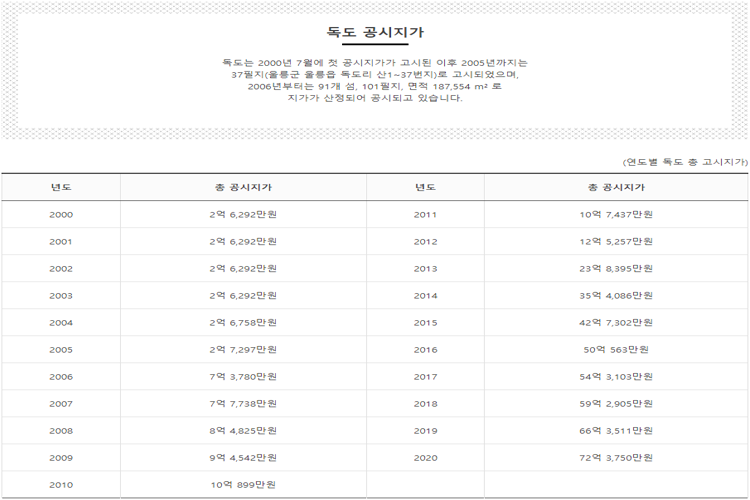 독도 공시지가
독도는 2000년 7월에 첫 공시지가가 고시된 이후 2005년까지는
37필지(울릉군 울릉읍 독도리 산1~37번지)로 고시되었으며,
2006년부터는 91개 섬, 101필지, 면적 187,554 m² 로
지가가 산정되어 공시되고 있습니다.
(연도별 독도 총 고시지가)
년도 총 공시지가 년도 총 공시지가
2000 2억 6,292만원 2011 10억 7,437만원
2001 2억 6,292만원 2012 12억 5,257만원
2002 2억 6,292만원 2013 23억 8,395만원
2003 2억 6,292만원 2014 35억 4,086만원
2004 2억 6,758만원 2015 42억 7,302만원
2005 2억 7,297만원 2016 50억 563만원
2006 7억 3,780만원 2017 54억 3,103만원
2007 7억 7,738만원 2018 59억 2,905만원
2008 8억 4,825만원 2019 66억 3,511만원
2009 9억 4,542만원 2020 72억 3,750만원
2010 10억 899만원